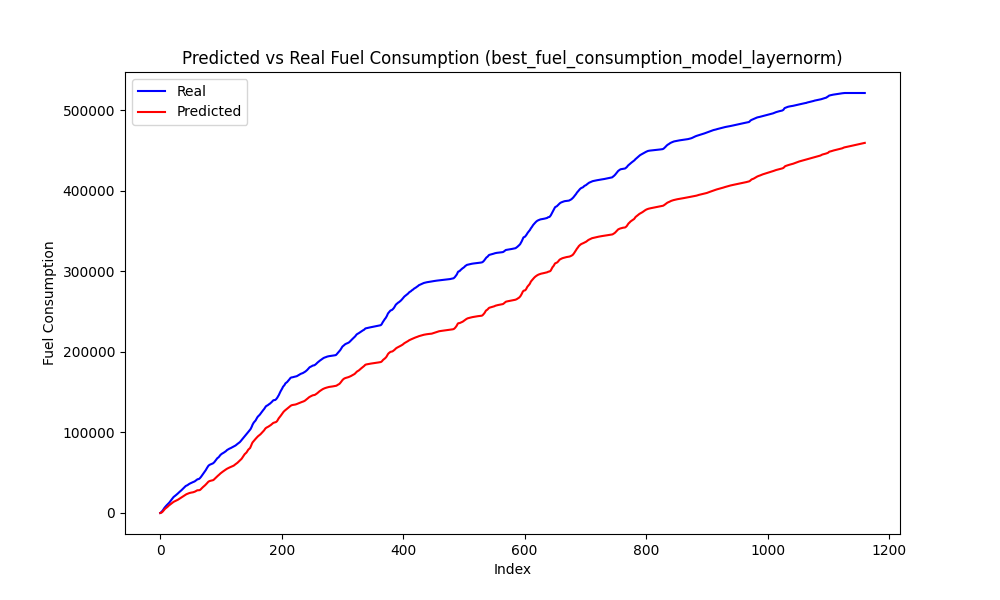 Predicted vs Real Fuel Consumption (best_fuel_consumption_model_layernorm)
Real
Predicted
Fuel Consumption
500000
400000
300000
200000
100000
0
0 200 400 600 800 1000 1200
Index